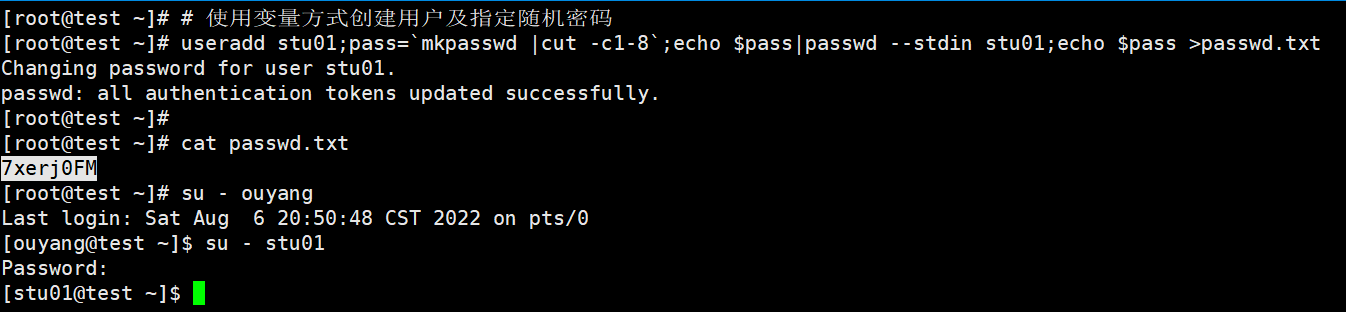 [root@test ~]# # 使用变量方式创建用户及指定随机密码
[root@test ~]# useradd stu01;pass=`mkpasswd |cut -c1-8`;echo $pass|passwd --stdin stu01;echo $pass >passwd.txt
Changing password for user stu01.
passwd: all authentication tokens updated successfully.
[root@test ~]#
[root@test ~]# cat passwd.txt
7xerj0FM
[root@test ~]# su - ouyang
Last login: Sat Aug  6 20:50:48 CST 2022 on pts/0
[ouyang@test ~]$ su - stu01
Password:
[stu01@test ~]$